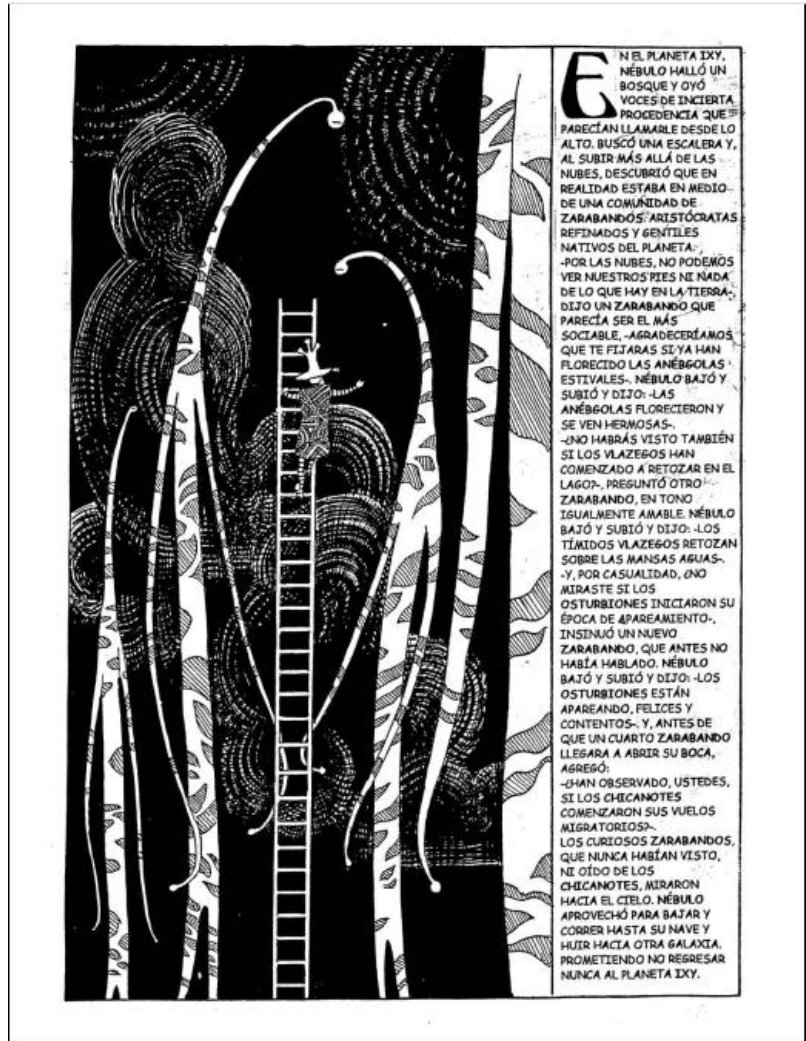 EN EL PLANETA IXY,
NÉBULO HALLÓ UN
BOSQUE Y OYÓ
VOCES DE INCIERTA
PROCEDENCIA QUE
PARECÍAN LLAMARLE DESDE LO
ALTO. BUSCÓ UNA ESCALERA Y,
AL SUBIR MÁS ALLÁ DE LAS
NUBES, DESCUBRIÓ QUE EN
REALIDAD ESTABA EN MEDIO
DE UNA COMUNIDAD DE
ZARABANDOS, ARISTÓCRATAS
REFINADOS Y GENTILES
NATIVOS DEL PLANETA.
-POR LAS NUBES, NO PODEMOS
VER NUESTROS PIES NI NADA
DE LO QUE HAY EN LA TIERRA-,
DIJO UN ZARABANDO QUE
PARECÍA SER EL MÁS
SOCIABLE, -AGRADECERÍAMOS
QUE TE FIJARAS SI YA HAN
FLORECIDO LAS ANÉBGOLAS
ESTIVALES-. NÉBULO BAJÓ Y
SUBIÓ Y DIJO: -LAS
ANÉBGOLAS FLORECIERON Y
SE VEN HERMOSAS-.
-¿NO HABRÁS VISTO TAMBIÉN
SI LOS VLAZEGOS HAN
COMENZADO A RETOZAR EN EL
LAGO?-, PREGUNTÓ OTRO
ZARABANDO, EN TONO
IGUALMENTE AMABLE. NÉBULO
BAJÓ Y SUBIÓ Y DIJO: -LOS
TÍMIDOS VLAZEGOS RETOZAN
SOBRE LAS MANSAS AGUAS-.
-Y, POR CASUALIDAD, ¿NO
MIRASTE SI LOS
OSTURBIONES INICIARON SU
ÉPOCA DE APAREAMIENTO-,
INSINUÓ UN NUEVO
ZARABANDO, QUE ANTES NO
HABÍA HABLADO. NÉBULO
BAJÓ Y SUBIÓ Y DIJO: -LOS
OSTURBIONES ESTÁN
APAREANDO, FELICES Y
CONTENTOS-. Y, ANTES DE
QUE UN CUARTO ZARABANDO
LLEGARA A ABRIR SU BOCA,
AGREGÓ:
-¿HAN OBSERVADO, USTEDES,
SI LOS CHICANOTES
COMENZARON SUS VUELOS
MIGRATORIOS?-.
LOS CURIOSOS ZARABANDOS,
QUE NUNCA HABÍAN VISTO,
NI OÍDO DE LOS
CHICANOTES, MIRARON
HACIA EL CIELO. NÉBULO
APROVECHÓ PARA BAJAR Y
CORRER HASTA SU NAVE Y
HUIR HACIA OTRA GALAXIA,
PROMETIENDO NO REGRESAR
NUNCA AL PLANETA IXY.